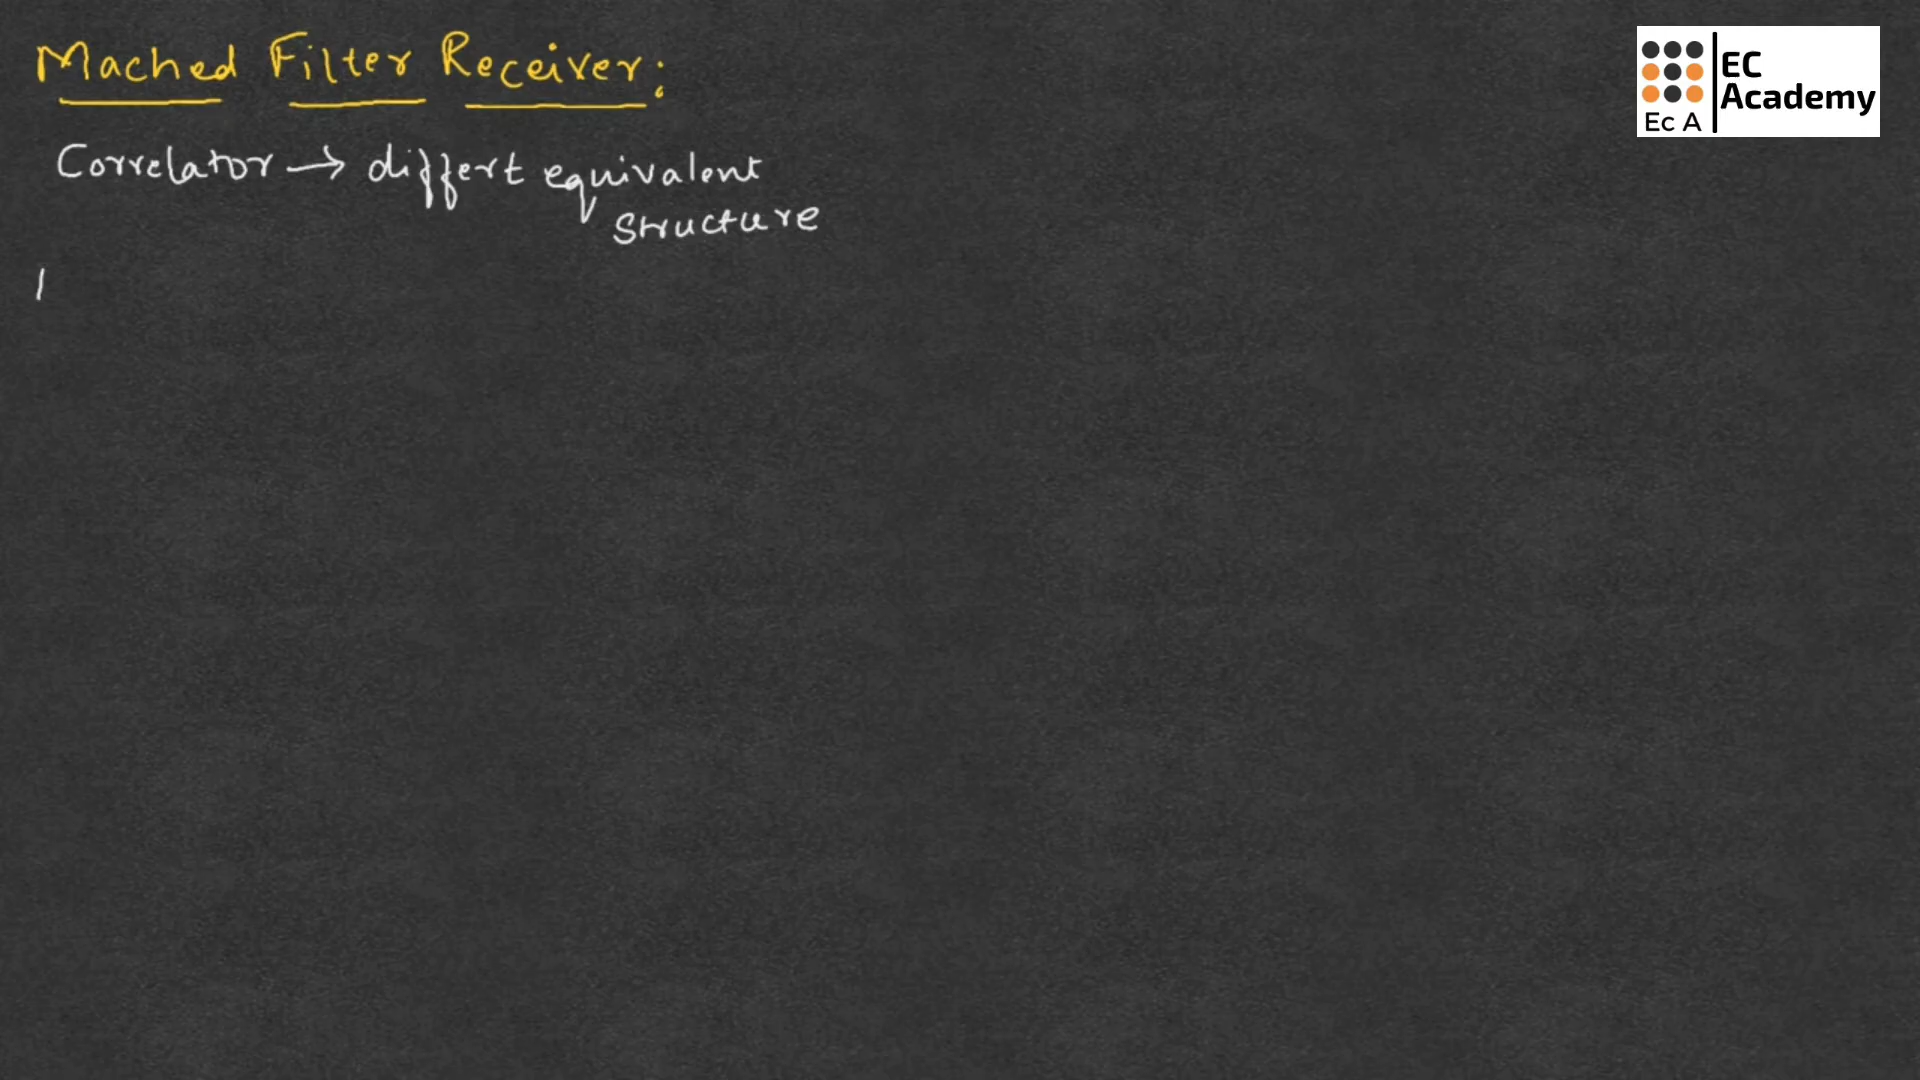 Mached Filter Receiver:
Correlator → differt equivalent
structure
EC
Academy
Ec A